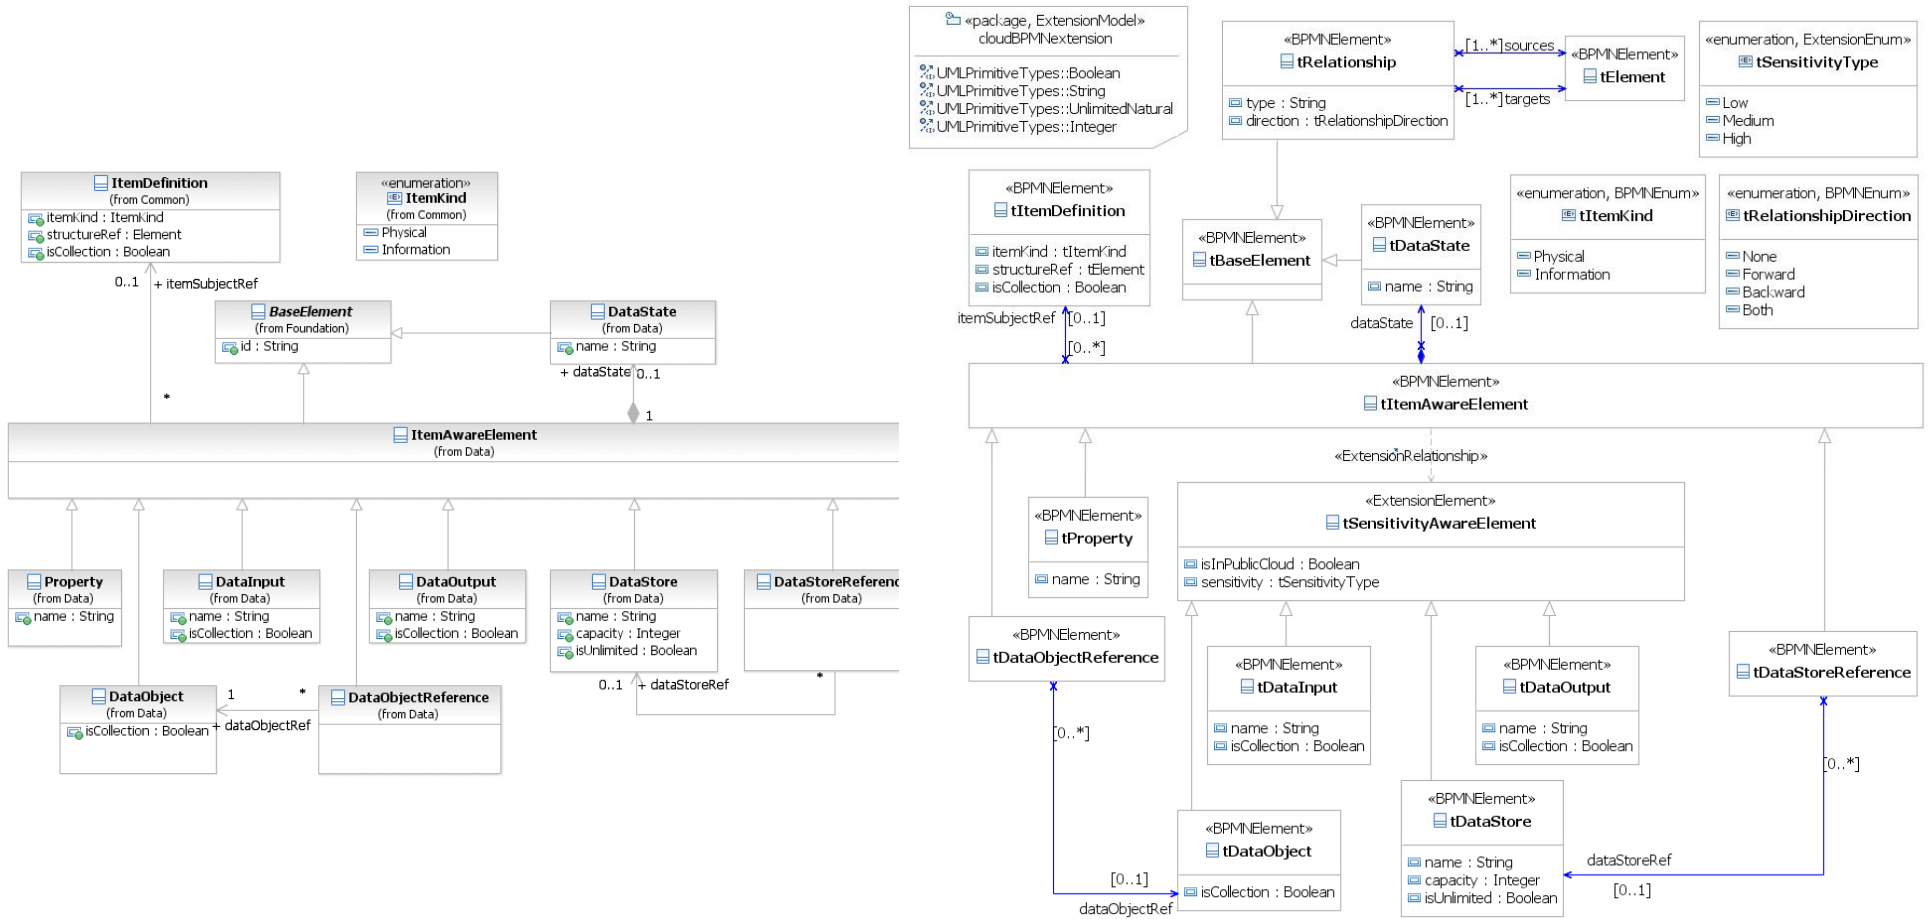 ItemDefinition
(from Common)
itemKind : ItemKind
structureRef : Element
isCollection : Boolean
«enumeration»
ItemKind
(from Common)
Physical
Information
0..1
+ itemSubjectRef
*
BaseElement
(from Foundation)
id : String
DataState
(from Data)
name : String
+ dataState
0..1
1
ItemAwareElement
(from Data)
Property
(from Data)
name : String
DataInput
(from Data)
name : String
isCollection : Boolean
DataOutput
(from Data)
name : String
isCollection : Boolean
DataStore
(from Data)
name : String
capacity : Integer
isUnlimited : Boolean
DataStoreReferenc
(from Data)
0..1
+ dataStoreRef
*
DataObject
(from Data)
isCollection : Boolean
1
*
+ dataObjectRef
DataObjectReference
(from Data)
«package, ExtensionModel»
cloudBPMNextension
UMLPrimitiveTypes::Boolean
UMLPrimitiveTypes::String
UMLPrimitiveTypes::UnlimitedNatural
UMLPrimitiveTypes::Integer
«BPMNElement»
tRelationship
type : String
direction : tRelationshipDirection
[1..*]sources
[1..*]targets
«BPMNElement»
tElement
«enumeration, ExtensionEnum»
tSensitivityType
Low
Medium
High
«BPMNElement»
tItemDefinition
itemKind : tItemKind
structureRef : tElement
isCollection : Boolean
«BPMNElement»
tBaseElement
«BPMNElement»
tDataState
name : String
«enumeration, BPMNEnum»
tItemKind
Physical
Information
«enumeration, BPMNEnum»
tRelationshipDirection
None
Forward
Backward
Both
itemSubjectRef
[0..1]
[0..*]
dataState
[0..1]
«BPMNElement»
tItemAwareElement
«ExtensionRelationship»
«BPMNElement»
tProperty
name : String
«ExtensionElement»
tSensitivityAwareElement
isInPublicCloud : Boolean
sensitivity : tSensitivityType
«BPMNElement»
tDataObjectReference
«BPMNElement»
tDataInput
name : String
isCollection : Boolean
«BPMNElement»
tDataOutput
name : String
isCollection : Boolean
«BPMNElement»
tDataStoreReference
[0..*]
[0..*]
«BPMNElement»
tDataObject
isCollection : Boolean
[0..1]
dataObjectRef
«BPMNElement»
tDataStore
name : String
capacity : Integer
isUnlimited : Boolean
dataStoreRef
[0..1]